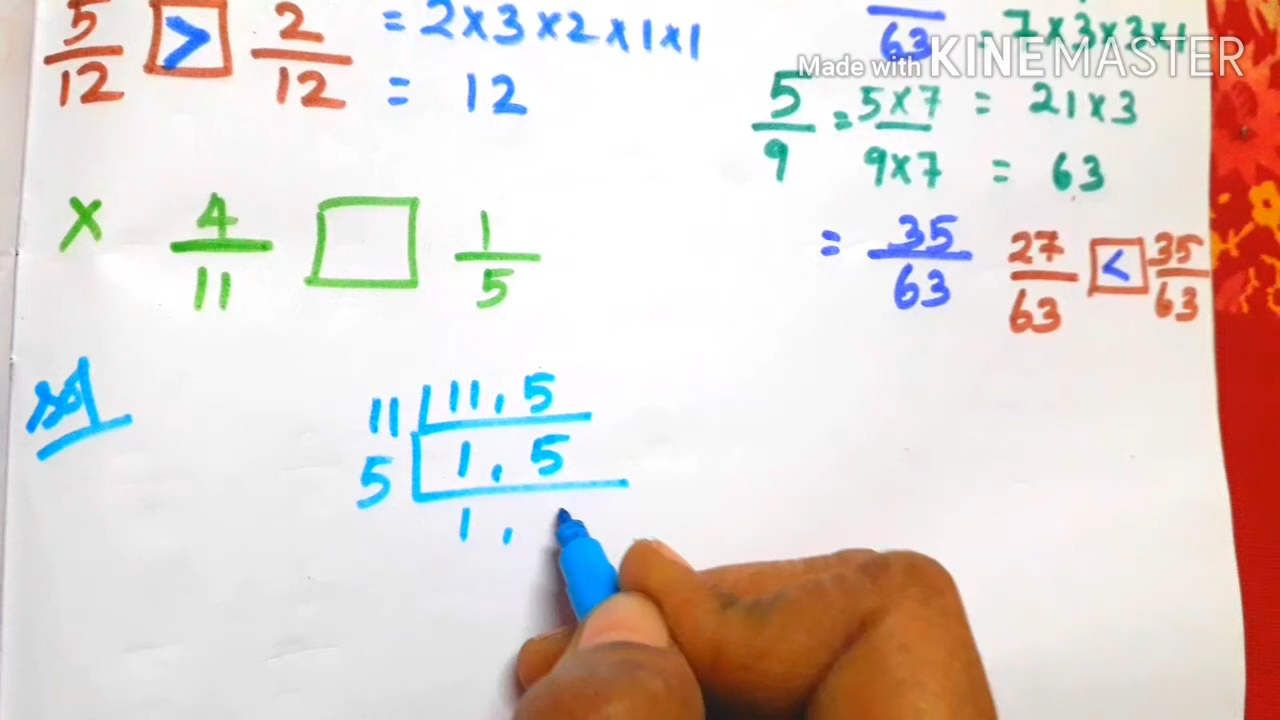 5/12 > 2/12 = 2×3×2×1×1
= 12
63 = 7×3×3×1
Made with KINEMASTER
5/9 = 5×7/9×7 = 21×3
= 63
= 35/63 27/63 < 35/63
× 4/11 □ 1/5
11 | 11, 5
5 | 1, 5
1,